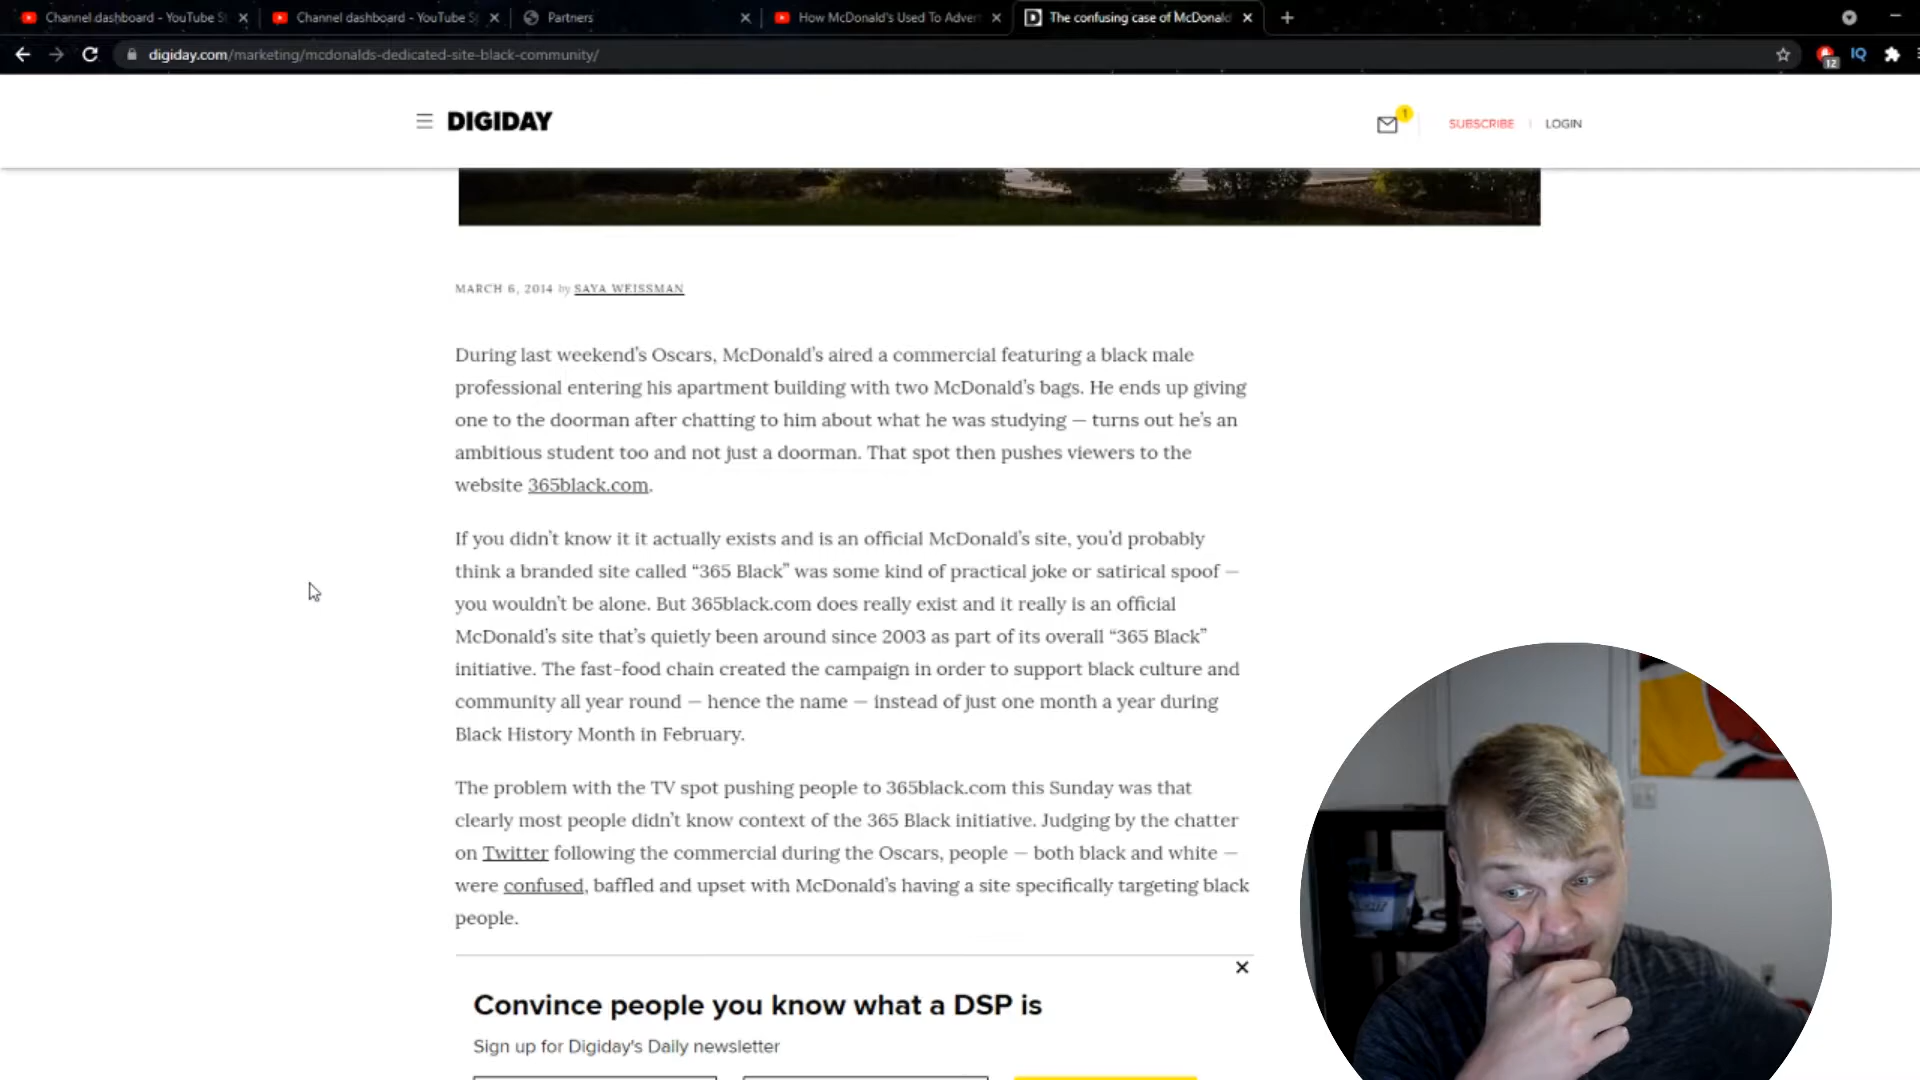 Channel dashboard - YouTube St
Channel dashboard - YouTube St
Partners
How McDonald's Used To Adver
The confusing case of McDonald
digiday.com/marketing/mcdonalds-dedicated-site-black-community/
12
IQ
DIGIDAY
1
SUBSCRIBE
LOGIN
MARCH 6, 2014 by SAYA WEISSMAN
During last weekend's Oscars, McDonald's aired a commercial featuring a black male
professional entering his apartment building with two McDonald's bags. He ends up giving
one to the doorman after chatting to him about what he was studying — turns out he's an
ambitious student too and not just a doorman. That spot then pushes viewers to the
website 365black.com.
If you didn't know it it actually exists and is an official McDonald's site, you'd probably
think a branded site called “365 Black” was some kind of practical joke or satirical spoof —
you wouldn't be alone. But 365black.com does really exist and it really is an official
McDonald's site that's quietly been around since 2003 as part of its overall “365 Black”
initiative. The fast-food chain created the campaign in order to support black culture and
community all year round — hence the name — instead of just one month a year during
Black History Month in February.
The problem with the TV spot pushing people to 365black.com this Sunday was that
clearly most people didn't know context of the 365 Black initiative. Judging by the chatter
on Twitter following the commercial during the Oscars, people — both black and white —
were confused, baffled and upset with McDonald's having a site specifically targeting black
people.
Convince people you know what a DSP is
Sign up for Digiday's Daily newsletter